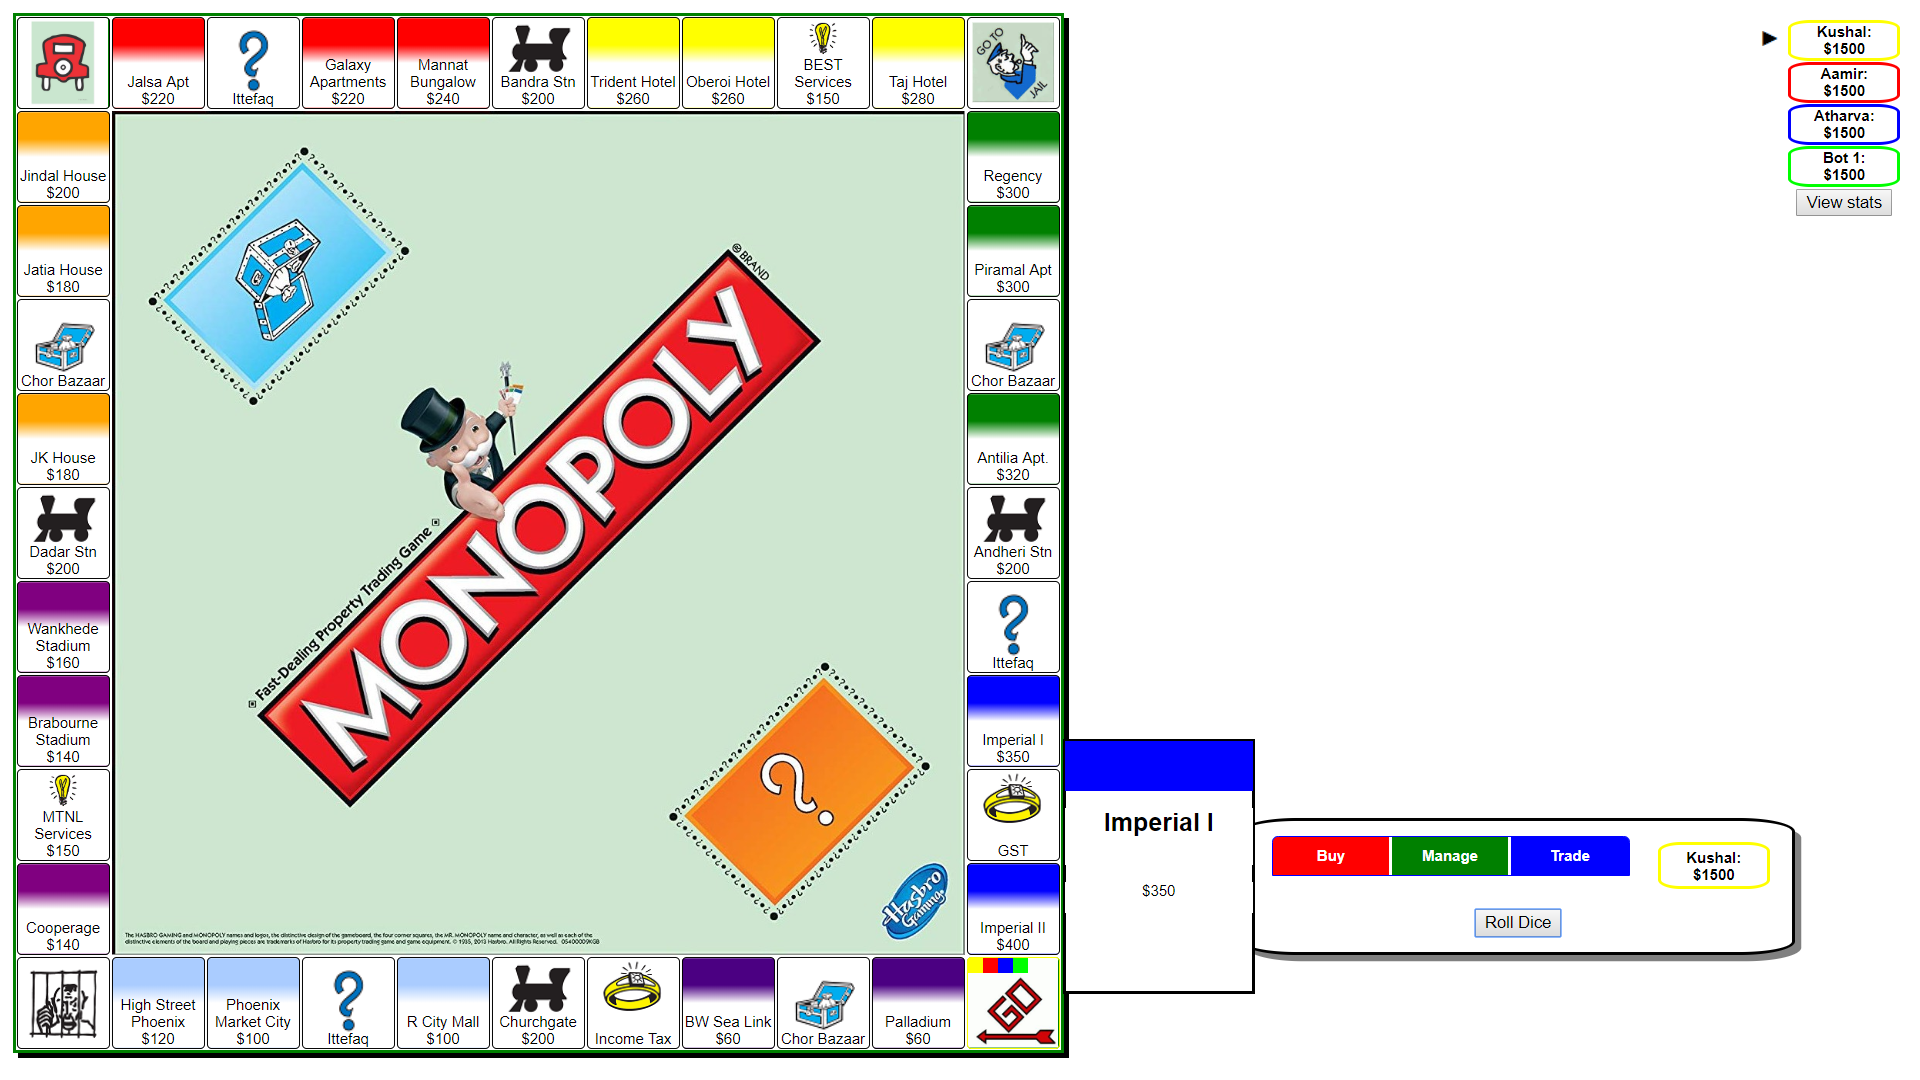 Jalsa Apt
$220
Ittefaq
Galaxy
Apartments
$220
Mannat
Bungalow
$240
Bandra Stn
$200
Trident Hotel
$260
Oberoi Hotel
$260
BEST
Services
$150
Taj Hotel
$280
GO TO
JAIL
Jindal House
$200
Jatia House
$180
Chor Bazaar
JK House
$180
Dadar Stn
$200
Wankhede
Stadium
$160
Brabourne
Stadium
$140
MTNL
Services
$150
Cooperage
$140
® BRAND
MONOPOLY
Fast-Dealing Property Trading Game
?
Hasbro
Gaming
The HASBRO GAMING and MONOPOLY names and logos, the distinctive design of the gameboard, the four corner squares, the MR. MONOPOLY name and character, as well as each of the
distinctive elements of the board and playing pieces are trademarks of Hasbro for its property trading game and game equipment. © 1935, 2013 Hasbro. All Rights Reserved.
Regency
$300
Piramal Apt
$300
Chor Bazaar
Antilia Apt.
$320
Andheri Stn
$200
Ittefaq
Imperial I
$350
GST
Imperial II
$400
High Street
Phoenix
$120
Phoenix
Market City
$100
Ittefaq
R City Mall
$100
Churchgate
$200
Income Tax
BW Sea Link
$60
Chor Bazaar
Palladium
$60
GO
Imperial I
$350
Buy
Manage
Trade
Kushal:
$1500
Roll Dice
Kushal:
$1500
Aamir:
$1500
Atharva:
$1500
Bot 1:
$1500
View stats